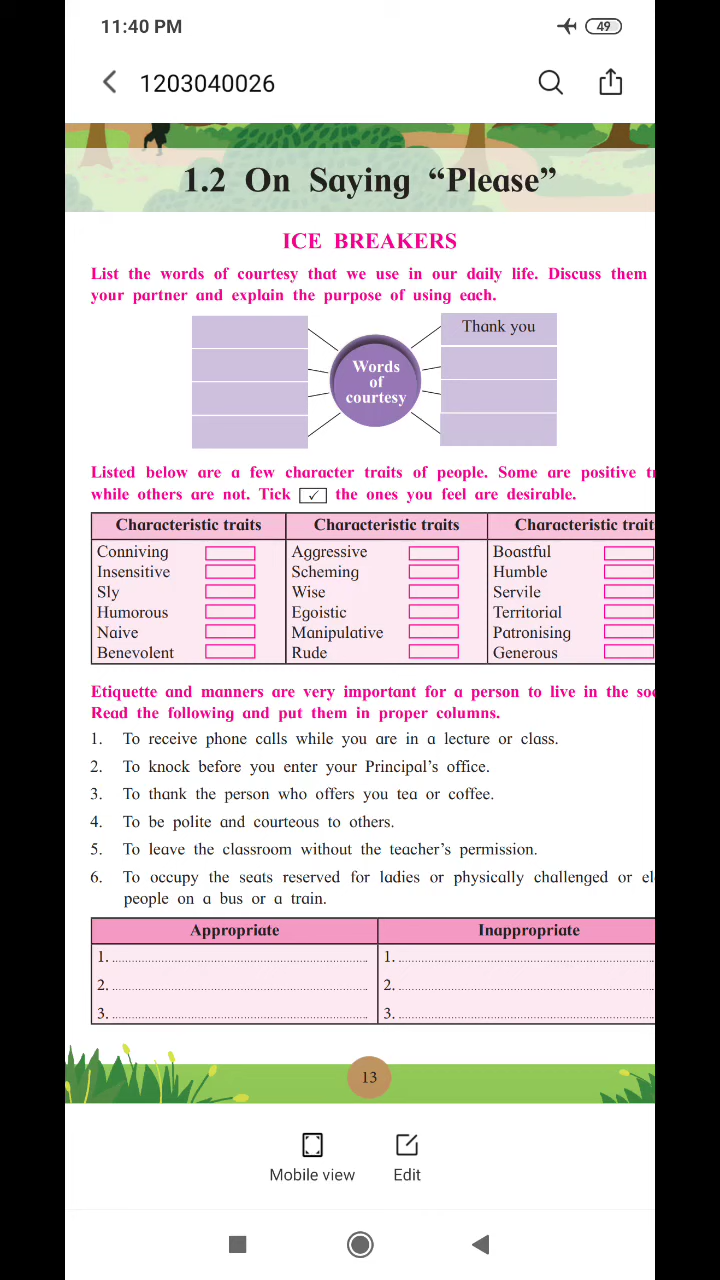 11:40 PM
49
1203040026
1.2 On Saying “Please”
ICE BREAKERS
List the words of courtesy that we use in our daily life. Discuss them
your partner and explain the purpose of using each.
Thank you
Words
of
courtesy
Listed below are a few character traits of people. Some are positive
while others are not. Tick ✓ the ones you feel are desirable.
Characteristic traits Characteristic traits Characteristic trait
Conniving Aggressive Boastful
Insensitive Scheming Humble
Sly Wise Servile
Humorous Egoistic Territorial
Naive Manipulative Patronising
Benevolent Rude Generous
Etiquette and manners are very important for a person to live in the
Read the following and put them in proper columns.
1. To receive phone calls while you are in a lecture or class.
2. To knock before you enter your Principal’s office.
3. To thank the person who offers you tea or coffee.
4. To be polite and courteous to others.
5. To leave the classroom without the teacher’s permission.
6. To occupy the seats reserved for ladies or physically challenged or
people on a bus or a train.
Appropriate Inappropriate
1. 1.
2. 2.
3. 3.
13
Mobile view Edit